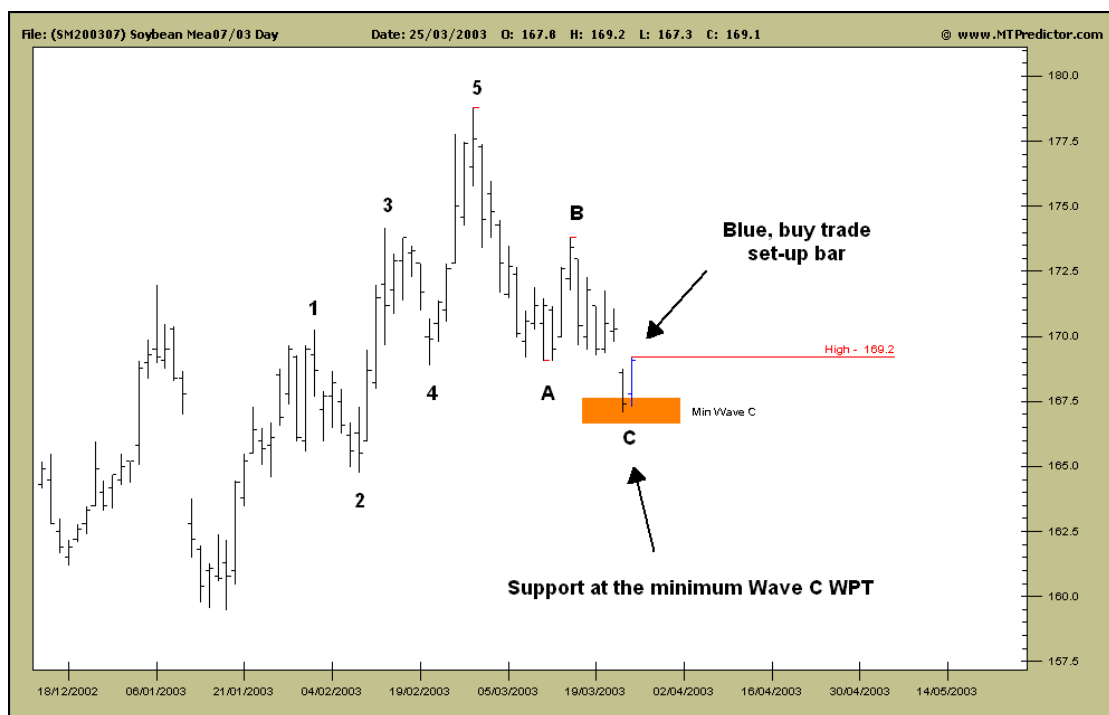 File: (SM200307) Soybean Mea07/03 Day Date: 25/03/2003 O: 167.8 H: 169.2 L: 167.3 C: 169.1 © www.MTPredictor.com
180.0
5
177.5
3
B
175.0
Blue, buy trade
set-up bar
172.5
1
170.0
High - 169.2
4
A
167.5
Min Wave C
C
2
165.0
162.5
Support at the minimum Wave C WPT
160.0
157.5
18/12/2002 06/01/2003 21/01/2003 04/02/2003 19/02/2003 05/03/2003 19/03/2003 02/04/2003 16/04/2003 30/04/2003 14/05/2003